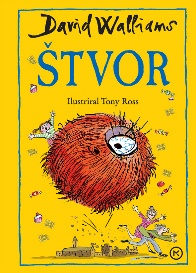 David Walliams
ŠTVOR
Ilustriral Tony Ross